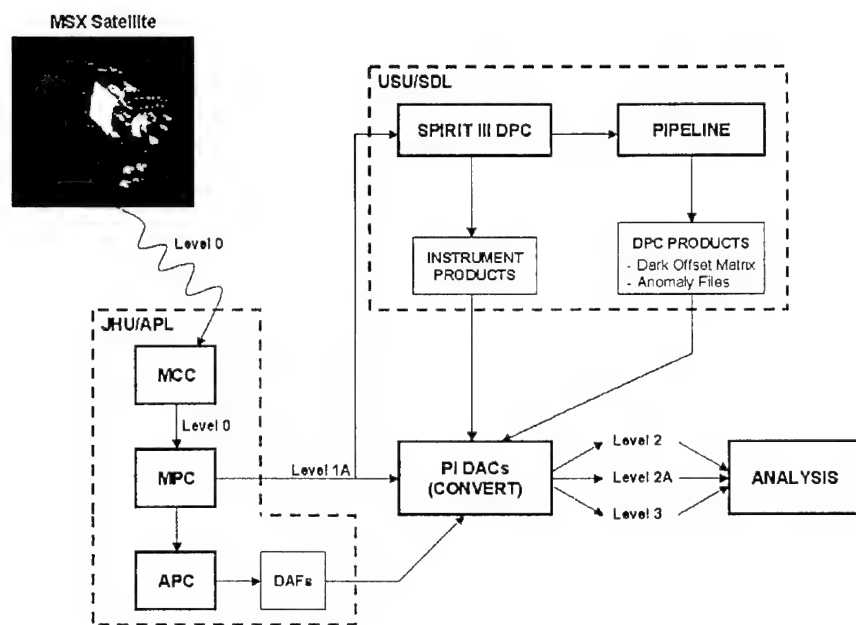 MSX Satellite
USU/SDL
SPIRIT III DPC
PIPELINE
Level 0
INSTRUMENT
PRODUCTS
DPC PRODUCTS
- Dark Offset Matrix
- Anomaly Files
JHU/APL
MCC
Level 0
MPC
Level 1A
PI DACs
(CONVERT)
Level 2
Level 2A
Level 3
ANALYSIS
APC
DAFs